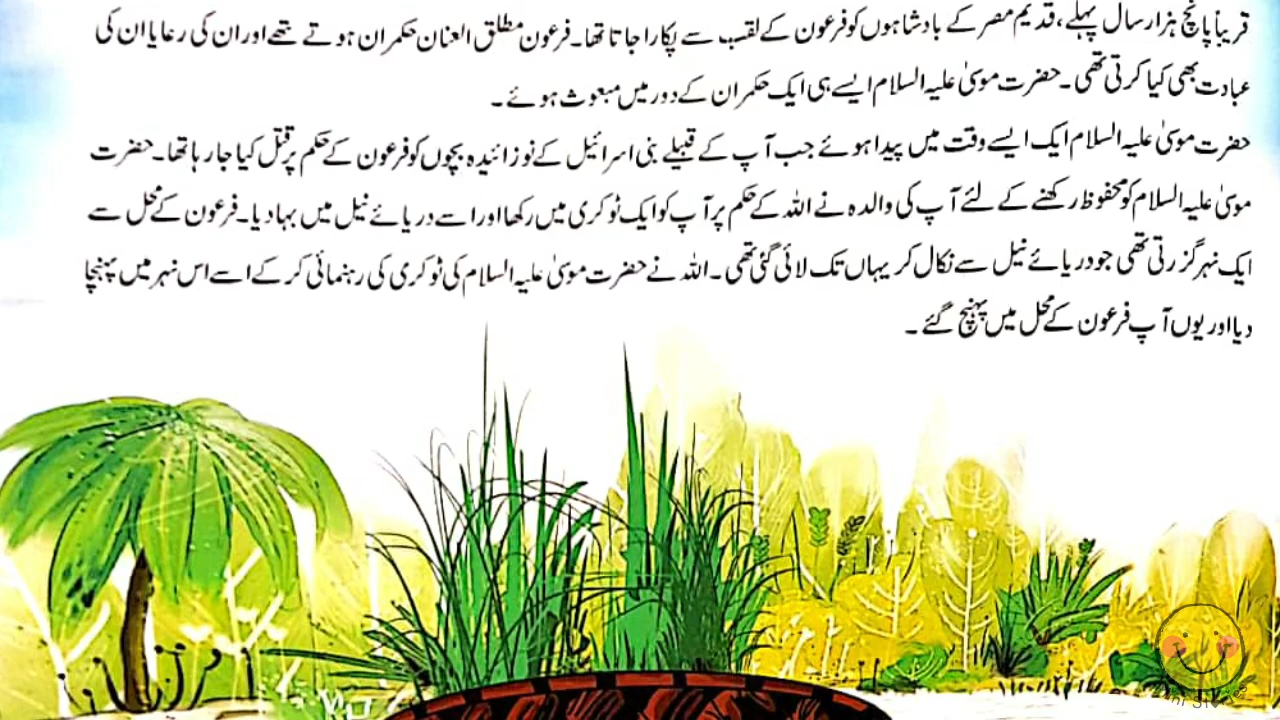 قریباً پانچ ہزار سال پہلے، قدیم مصر کے بادشاہوں کو فرعون کے لقب سے پکارا جاتا تھا۔ فرعون مطلق العنان حکمران ہوتے تھے اور ان کی رعایا ان کی
عبادت بھی کیا کرتی تھی۔ حضرت موسیٰ علیہ السلام ایسے ہی ایک حکمران کے دور میں مبعوث ہوئے۔
حضرت موسیٰ علیہ السلام ایک ایسے وقت میں پیدا ہوئے جب آپ کے قبیلے بنی اسرائیل کے نوزائیدہ بچوں کو فرعون کے حکم پر قتل کیا جا رہا تھا۔ حضرت
موسیٰ علیہ السلام کو محفوظ رکھنے کے لئے آپ کی والدہ نے اللہ کے حکم پر آپ کو ایک ٹوکری میں رکھا اور اسے دریائے نیل میں بہا دیا۔ فرعون کے محل سے
ایک نہر گزرتی تھی جو دریائے نیل سے نکال کر یہاں تک لائی گئی تھی۔ اللہ نے حضرت موسیٰ علیہ السلام کی ٹوکری کی رہنمائی کر کے اسے اس نہر میں پہنچا
دیا اور یوں آپ فرعون کے محل میں پہنچ گئے۔